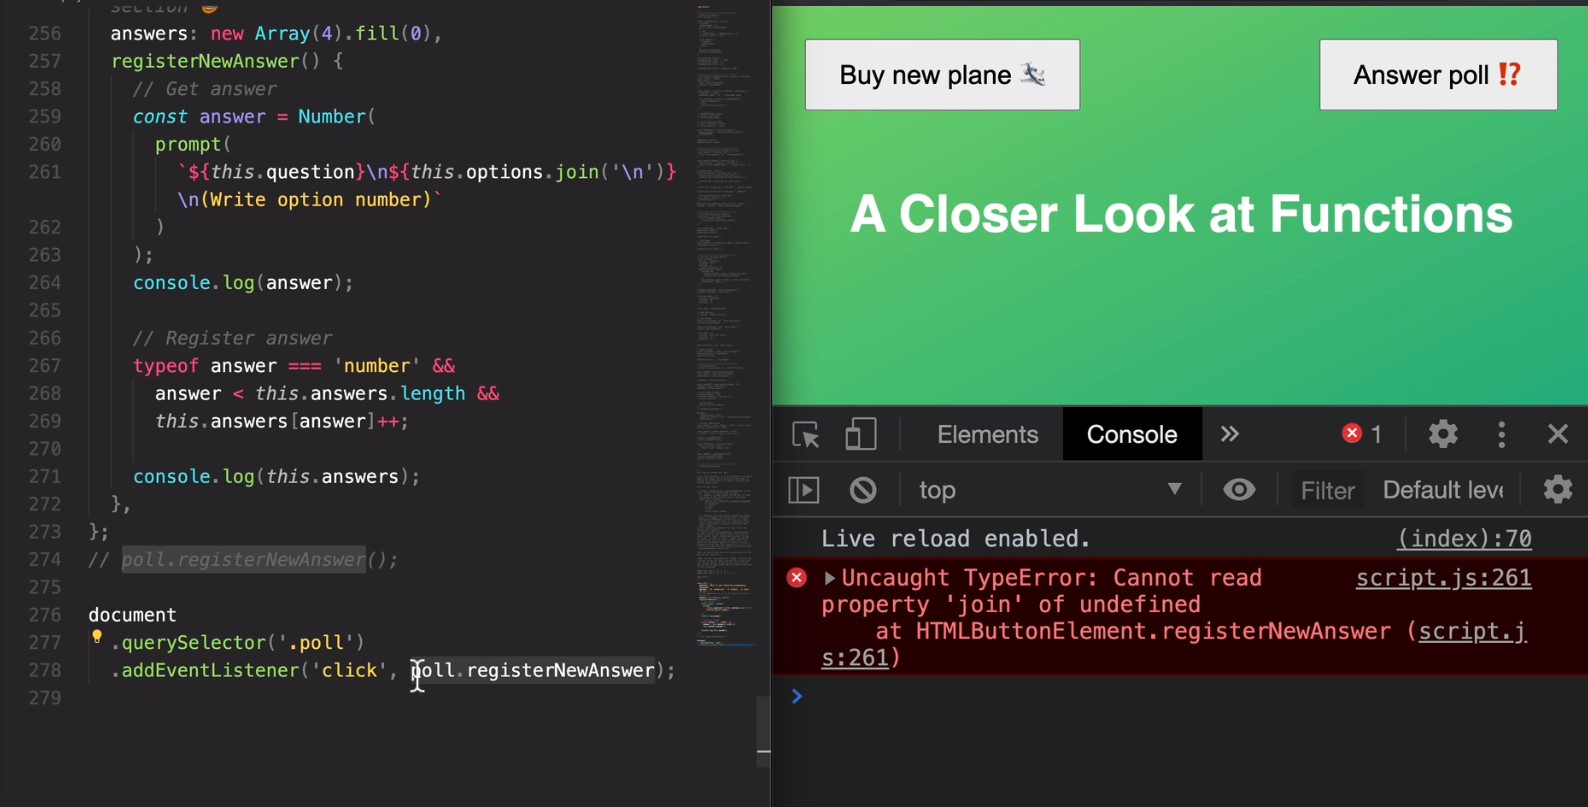 section
256 answers: new Array(4).fill(0),
257 registerNewAnswer() {
258 // Get answer
259 const answer = Number(
260 prompt(
261 `${this.question}\n${this.options.join('\n')}
\n(Write option number)`
262 )
263 );
264 console.log(answer);
265
266 // Register answer
267 typeof answer === 'number' &&
268 answer < this.answers.length &&
269 this.answers[answer]++;
270
271 console.log(this.answers);
272 },
273 };
274 // poll.registerNewAnswer();
275
276 document
277 .querySelector('.poll')
278 .addEventListener('click', poll.registerNewAnswer);
279
Buy new plane 🛩
Answer poll ⁉️
A Closer Look at Functions
Elements Console » 1
top ▼ Filter Default leve
Live reload enabled. (index):70
▶Uncaught TypeError: Cannot read script.js:261
property 'join' of undefined
at HTMLButtonElement.registerNewAnswer (script.j
s:261)
>